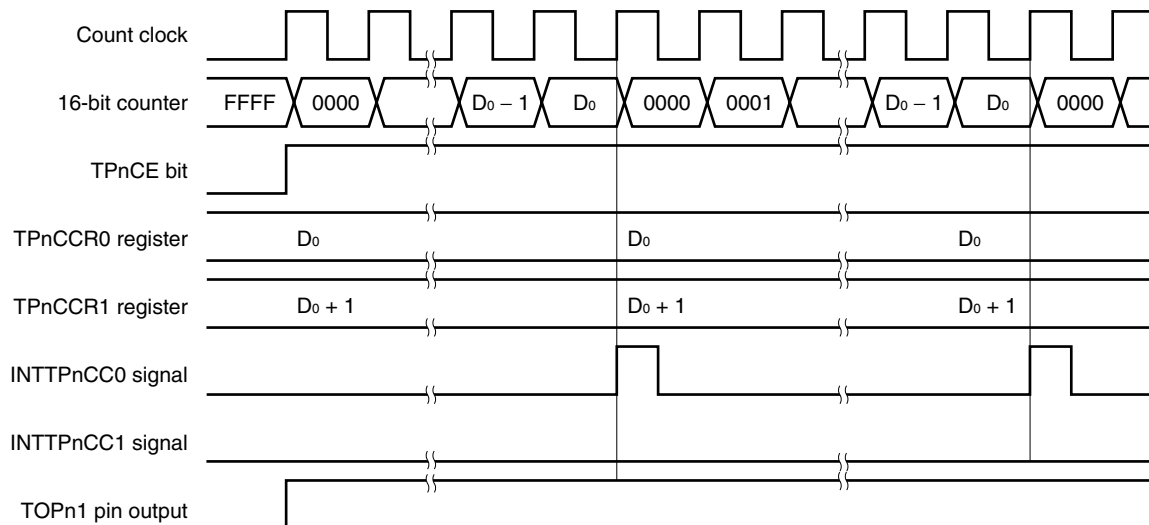 Count clock
16-bit counter FFFF 0000 D0 − 1 D0 0000 0001 D0 − 1 D0 0000
TPnCE bit
TPnCCR0 register D0 D0 D0
TPnCCR1 register D0 + 1 D0 + 1 D0 + 1
INTTPnCC0 signal
INTTPnCC1 signal
TOPn1 pin output